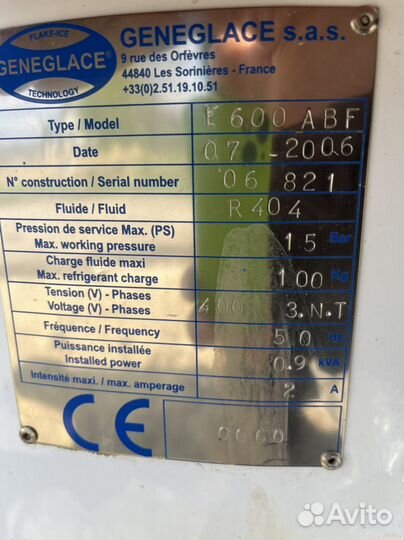 FLAKE-ICE
GENEGLACE®
TECHNOLOGY
GENEGLACE s.a.s.
9 rue des Orfèvres
44840 Les Sorinières - France
+33(0)2.51.19.10.51
Type / Model 600 ABF
Date 07 - 2006
N° construction / Serial number 06 821
Fluide / Fluid R 404
Pression de service Max. (PS)
Max. working pressure 15 Bar
Charge fluide maxi
Max. refrigerant charge 1.00 Kg
Tension (V) - Phases
Voltage (V) - Phases 400 3.N.T
Fréquence / Frequency 50 Hz
Puissance installée
Installed power 0.9 kVA
Intensité maxi. / max. amperage 2 A
CE 0060
Avito